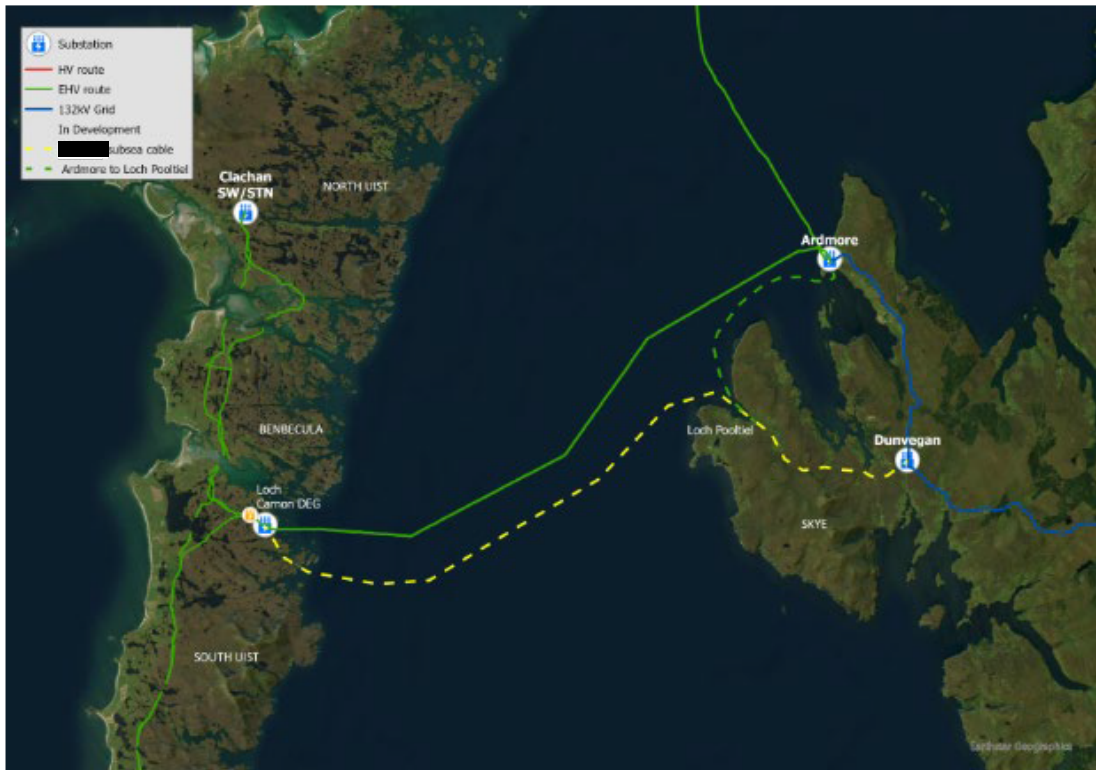 Substation
HV route
EHV route
132kV Grid
In Development
subsea cable
Ardmore to Loch Pooltiel
Clachan
SW/STN
NORTH UIST
Ardmore
BENBECULA
Loch Pooltiel
Dunvegan
Loch
Carnon DEG
SKYE
SOUTH UIST
Earthstar Geographics